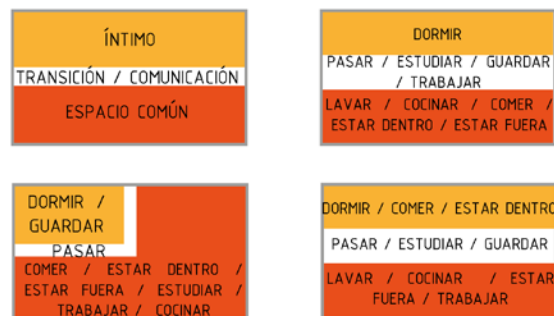 ÍNTIMO
TRANSICIÓN / COMUNICACIÓN
ESPACIO COMÚN
DORMIR
PASAR / ESTUDIAR / GUARDAR
/ TRABAJAR
LAVAR / COCINAR / COMER /
ESTAR DENTRO / ESTAR FUERA
DORMIR /
GUARDAR
PASAR
COMER / ESTAR DENTRO /
ESTAR FUERA / ESTUDIAR /
TRABAJAR / COCINAR
DORMIR / COMER / ESTAR DENTRO
PASAR / ESTUDIAR / GUARDAR
LAVAR / COCINAR / ESTAR
FUERA / TRABAJAR